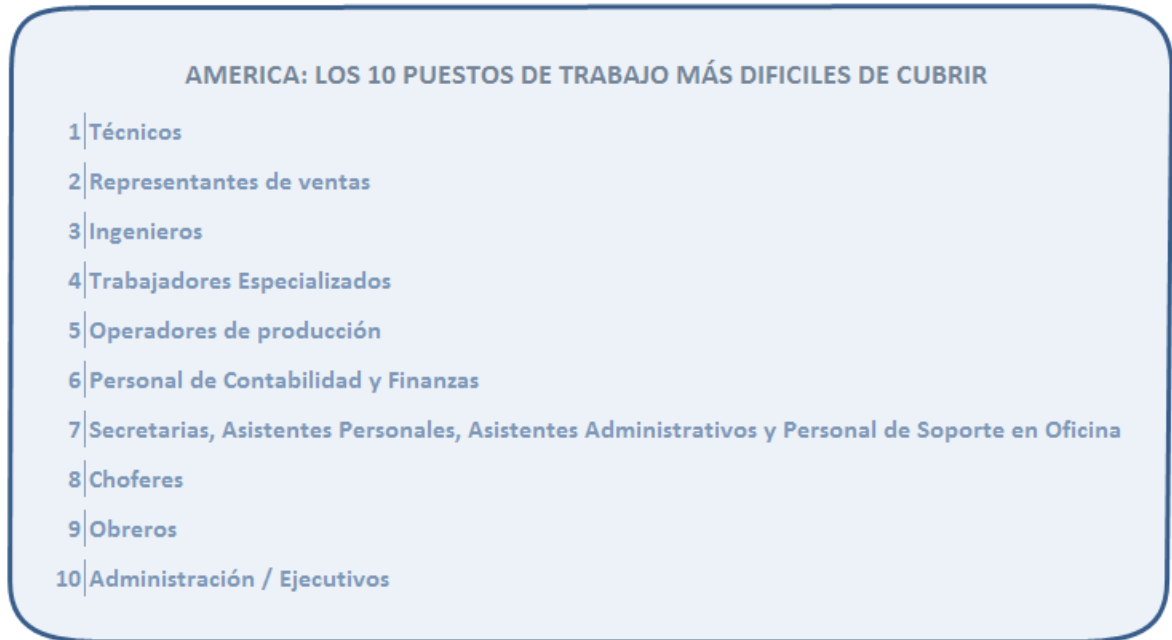 AMERICA: LOS 10 PUESTOS DE TRABAJO MÁS DIFICILES DE CUBRIR
1 Técnicos
2 Representantes de ventas
3 Ingenieros
4 Trabajadores Especializados
5 Operadores de producción
6 Personal de Contabilidad y Finanzas
7 Secretarias, Asistentes Personales, Asistentes Administrativos y Personal de Soporte en Oficina
8 Choferes
9 Obreros
10 Administración / Ejecutivos